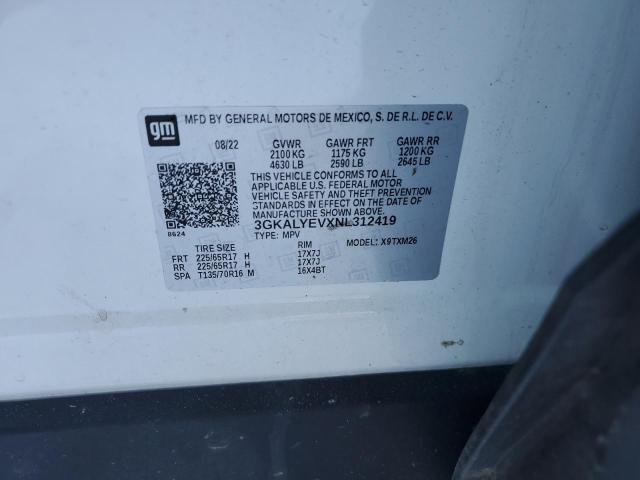 gm
MFD BY GENERAL MOTORS DE MEXICO, S. DE R.L. DE C.V.
08/22 GVWR GAWR FRT GAWR RR
2100 KG 1175 KG 1200 KG
4630 LB 2590 LB 2645 LB
THIS VEHICLE CONFORMS TO ALL
APPLICABLE U.S. FEDERAL MOTOR
VEHICLE SAFETY AND THEFT PREVENTION
STANDARDS IN EFFECT ON THE DATE OF
MANUFACTURE SHOWN ABOVE.
3GKALYEVXNL312419
8624
TYPE: MPV MODEL: X9TXM26
TIRE SIZE RIM
FRT 225/65R17 H 17X7J
RR 225/65R17 H 17X7J
SPA T135/70R16 M 16X4BT